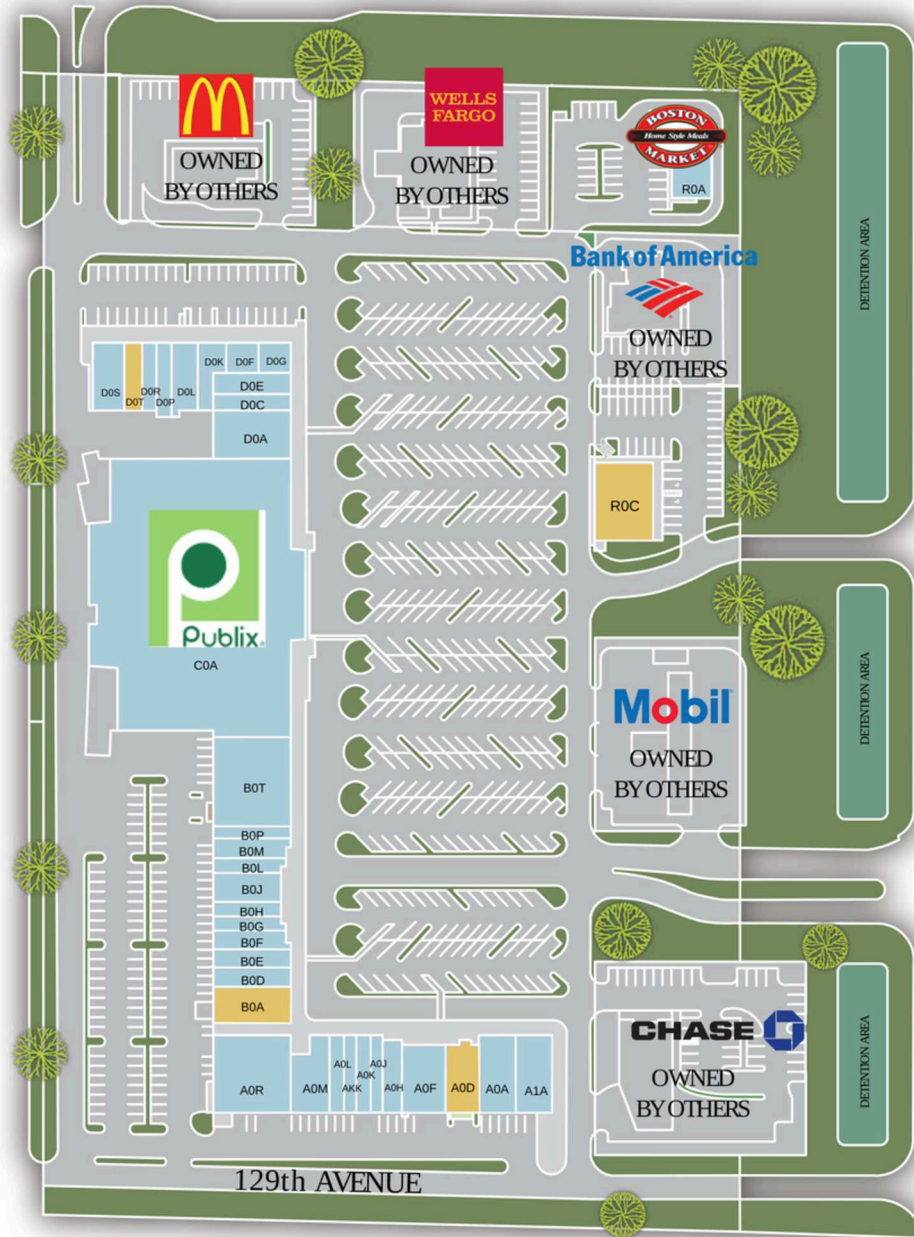 WELLS
FARGO
OWNED
BY OTHERS
OWNED
BY OTHERS
BOSTON
Home Style Meals
MARKET
R0A
DETENTION AREA
Bank of America
OWNED
BY OTHERS
D0S
D0T
D0R
D0P
D0L
D0K
D0F
D0G
D0E
D0C
D0A
R0C
Publix
C0A
DETENTION AREA
Mobil
OWNED
BY OTHERS
B0T
B0P
B0M
B0L
B0J
B0H
B0G
B0F
B0E
B0D
B0A
CHASE
OWNED
BY OTHERS
DETENTION AREA
A0R
A0M
A0L
AKK
A0K
A0J
A0H
A0F
A0D
A0A
A1A
129th AVENUE